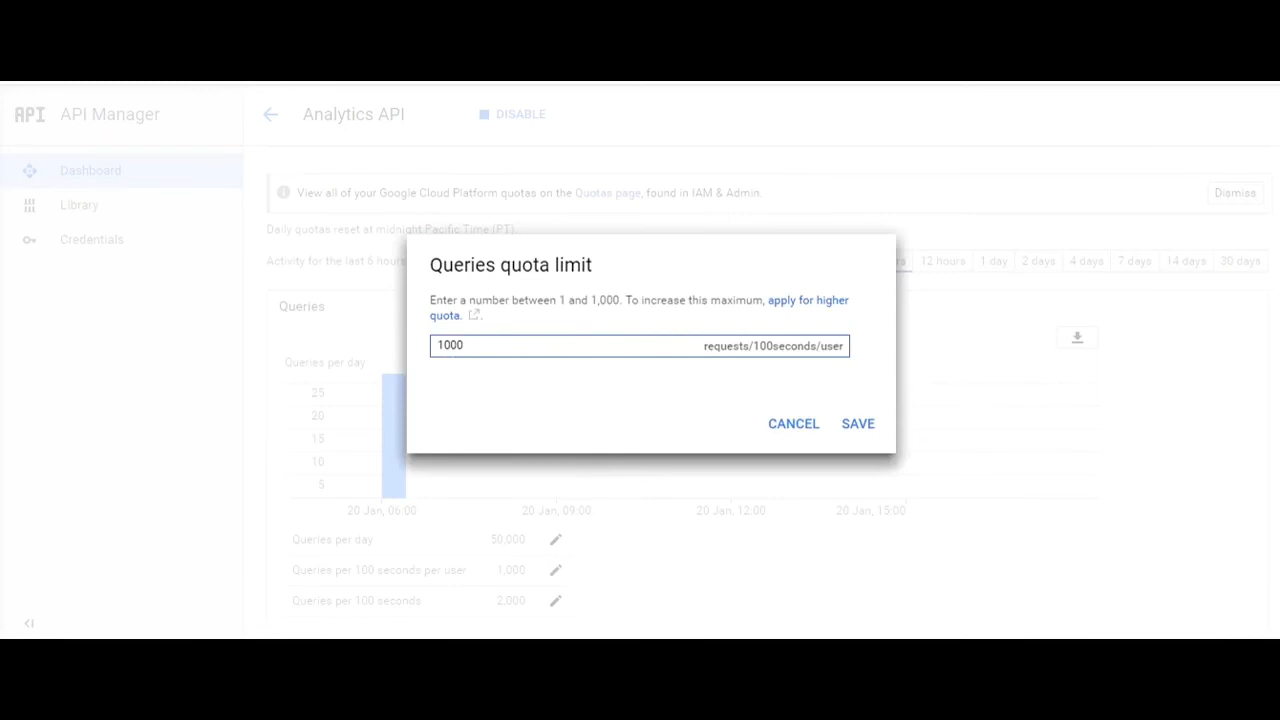 API API Manager
Analytics API
DISABLE
Dashboard
Library
Credentials
View all of your Google Cloud Platform quotas on the Quotas page, found in IAM & Admin.
Dismiss
Daily quotas reset at midnight Pacific Time (PT).
Activity for the last 6 hours
12 hours
1 day
2 days
4 days
7 days
14 days
30 days
Queries quota limit
Enter a number between 1 and 1,000. To increase this maximum, apply for higher
quota.
1000 requests/100seconds/user
CANCEL SAVE
Queries
Queries per day
25
20
15
10
5
20 Jan, 06:00
20 Jan, 09:00
20 Jan, 12:00
20 Jan, 15:00
Queries per day 50,000
Queries per 100 seconds per user 1,000
Queries per 100 seconds 2,000